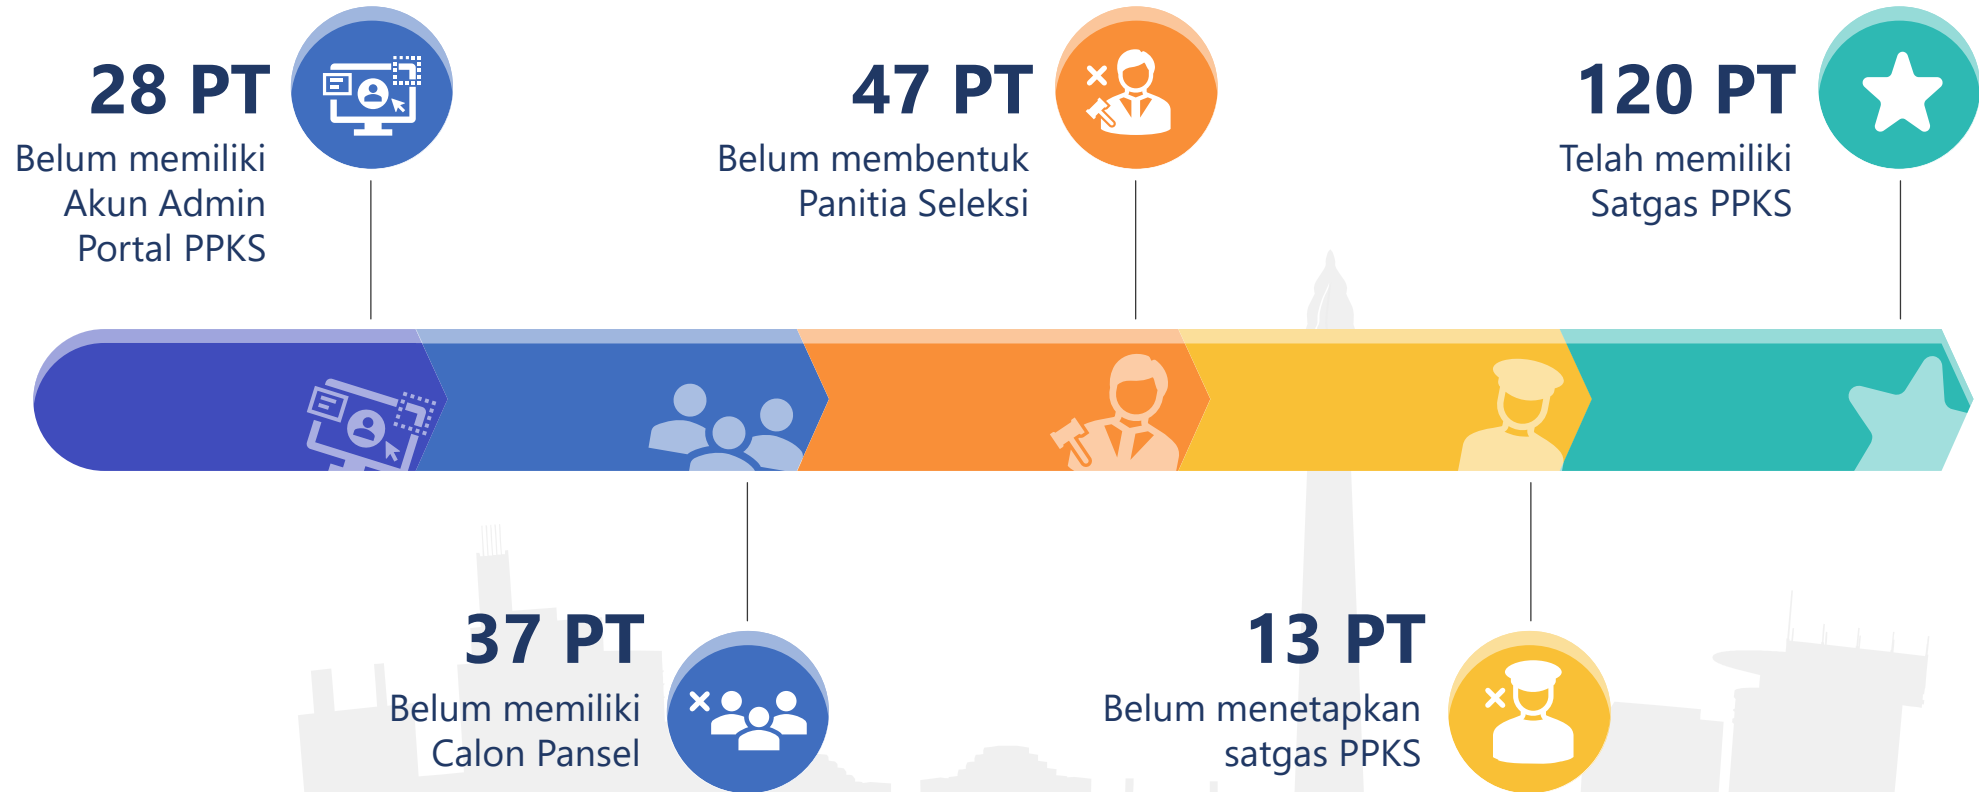 28 PT
Belum memiliki
Akun Admin
Portal PPKS
47 PT
Belum membentuk
Panitia Seleksi
120 PT
Telah memiliki
Satgas PPKS
37 PT
Belum memiliki
Calon Pansel
13 PT
Belum menetapkan
satgas PPKS